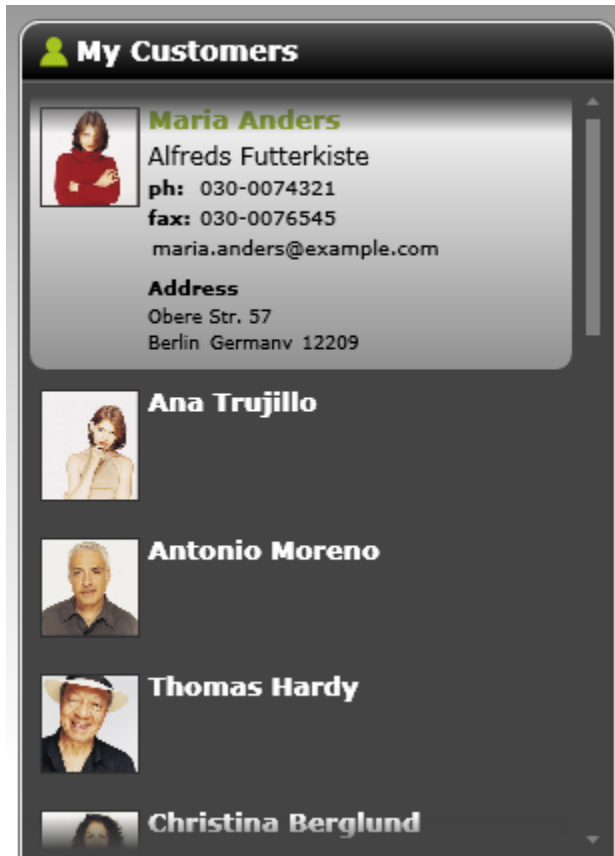 My Customers
Maria Anders
Alfreds Futterkiste
ph: 030-0074321
fax: 030-0076545
maria.anders@example.com
Address
Obere Str. 57
Berlin Germany 12209
Ana Trujillo
Antonio Moreno
Thomas Hardy
Christina Berglund